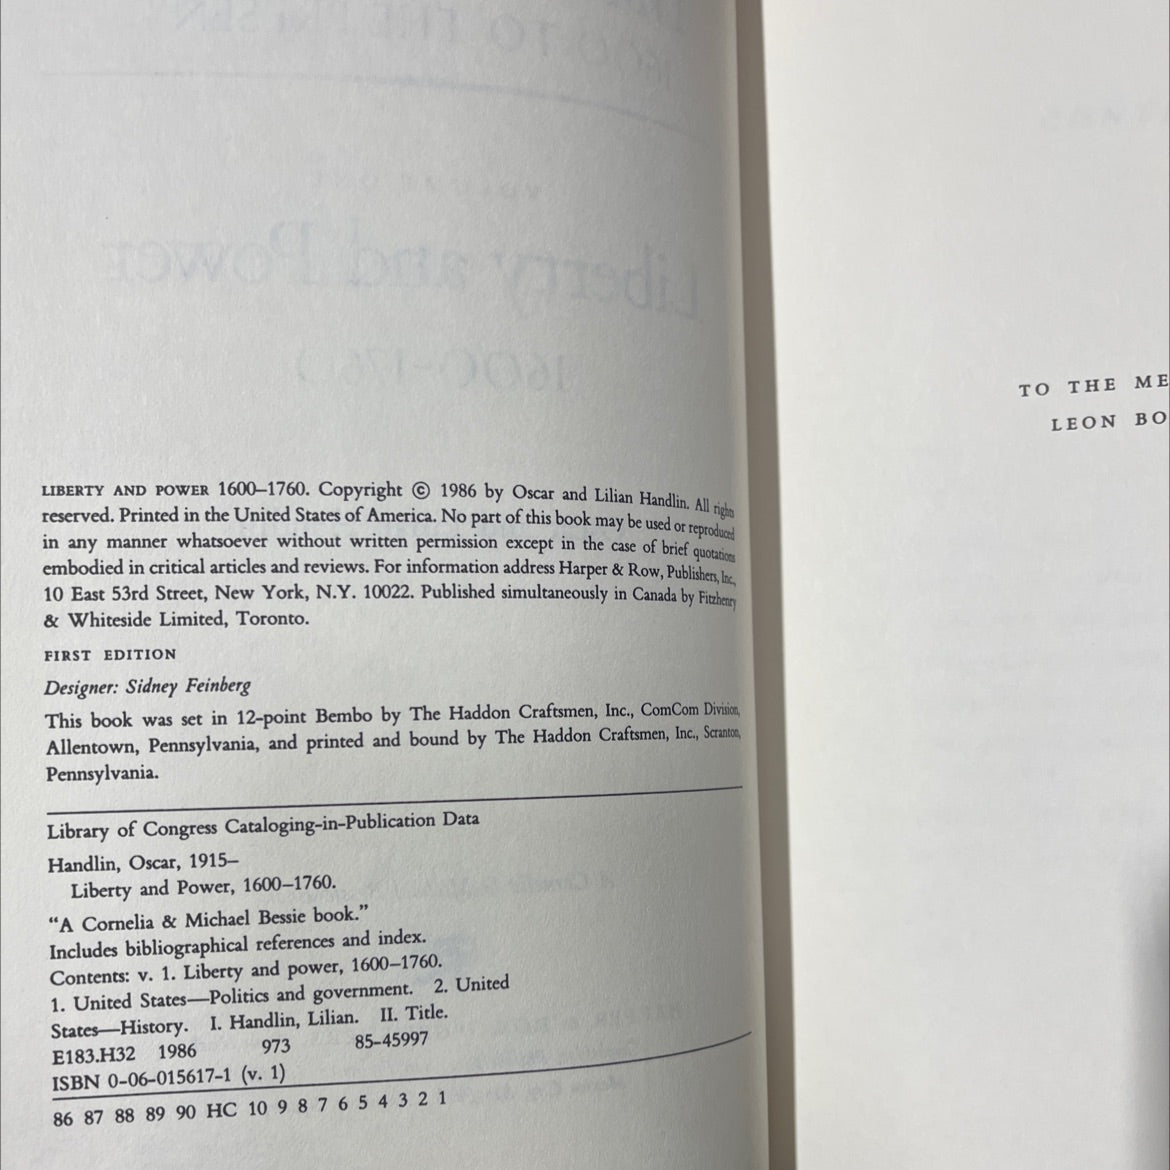 LIBERTY AND POWER 1600–1760. Copyright © 1986 by Oscar and Lilian Handlin. All rights
reserved. Printed in the United States of America. No part of this book may be used or reproduced
in any manner whatsoever without written permission except in the case of brief quotations
embodied in critical articles and reviews. For information address Harper & Row, Publishers, Inc.,
10 East 53rd Street, New York, N.Y. 10022. Published simultaneously in Canada by Fitzhenry
& Whiteside Limited, Toronto.
FIRST EDITION
Designer: Sidney Feinberg
This book was set in 12-point Bembo by The Haddon Craftsmen, Inc., ComCom Division,
Allentown, Pennsylvania, and printed and bound by The Haddon Craftsmen, Inc., Scranton,
Pennsylvania.
Library of Congress Cataloging-in-Publication Data
Handlin, Oscar, 1915–
Liberty and Power, 1600–1760.
“A Cornelia & Michael Bessie book.”
Includes bibliographical references and index.
Contents: v. 1. Liberty and power, 1600–1760.
1. United States—Politics and government. 2. United
States—History. I. Handlin, Lilian. II. Title.
E183.H32 1986 973 85-45997
ISBN 0-06-015617-1 (v. 1)
86 87 88 89 90 HC 10 9 8 7 6 5 4 3 2 1
TO THE ME
LEON BO